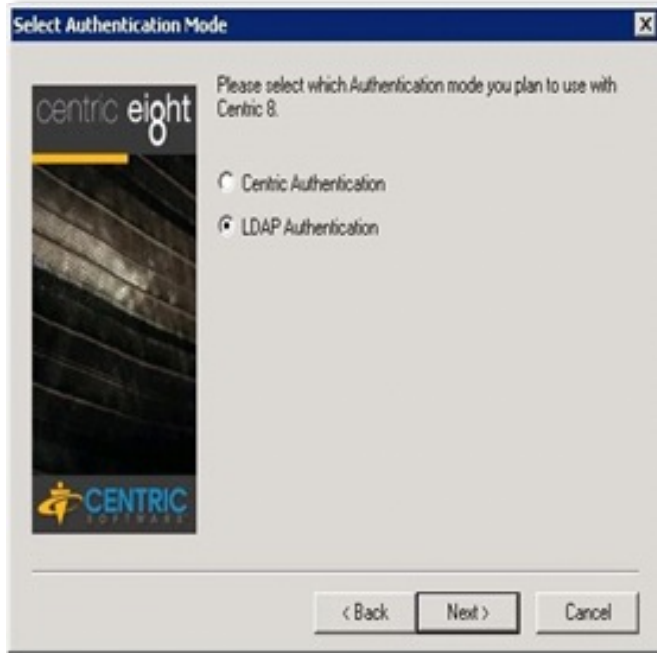 Select Authentication Mode
centric eight
8
Please select which Authentication mode you plan to use with
Centric 8.
Centric Authentication
LDAP Authentication
CENTRIC
SOFTWARE
< Back
Next >
Cancel